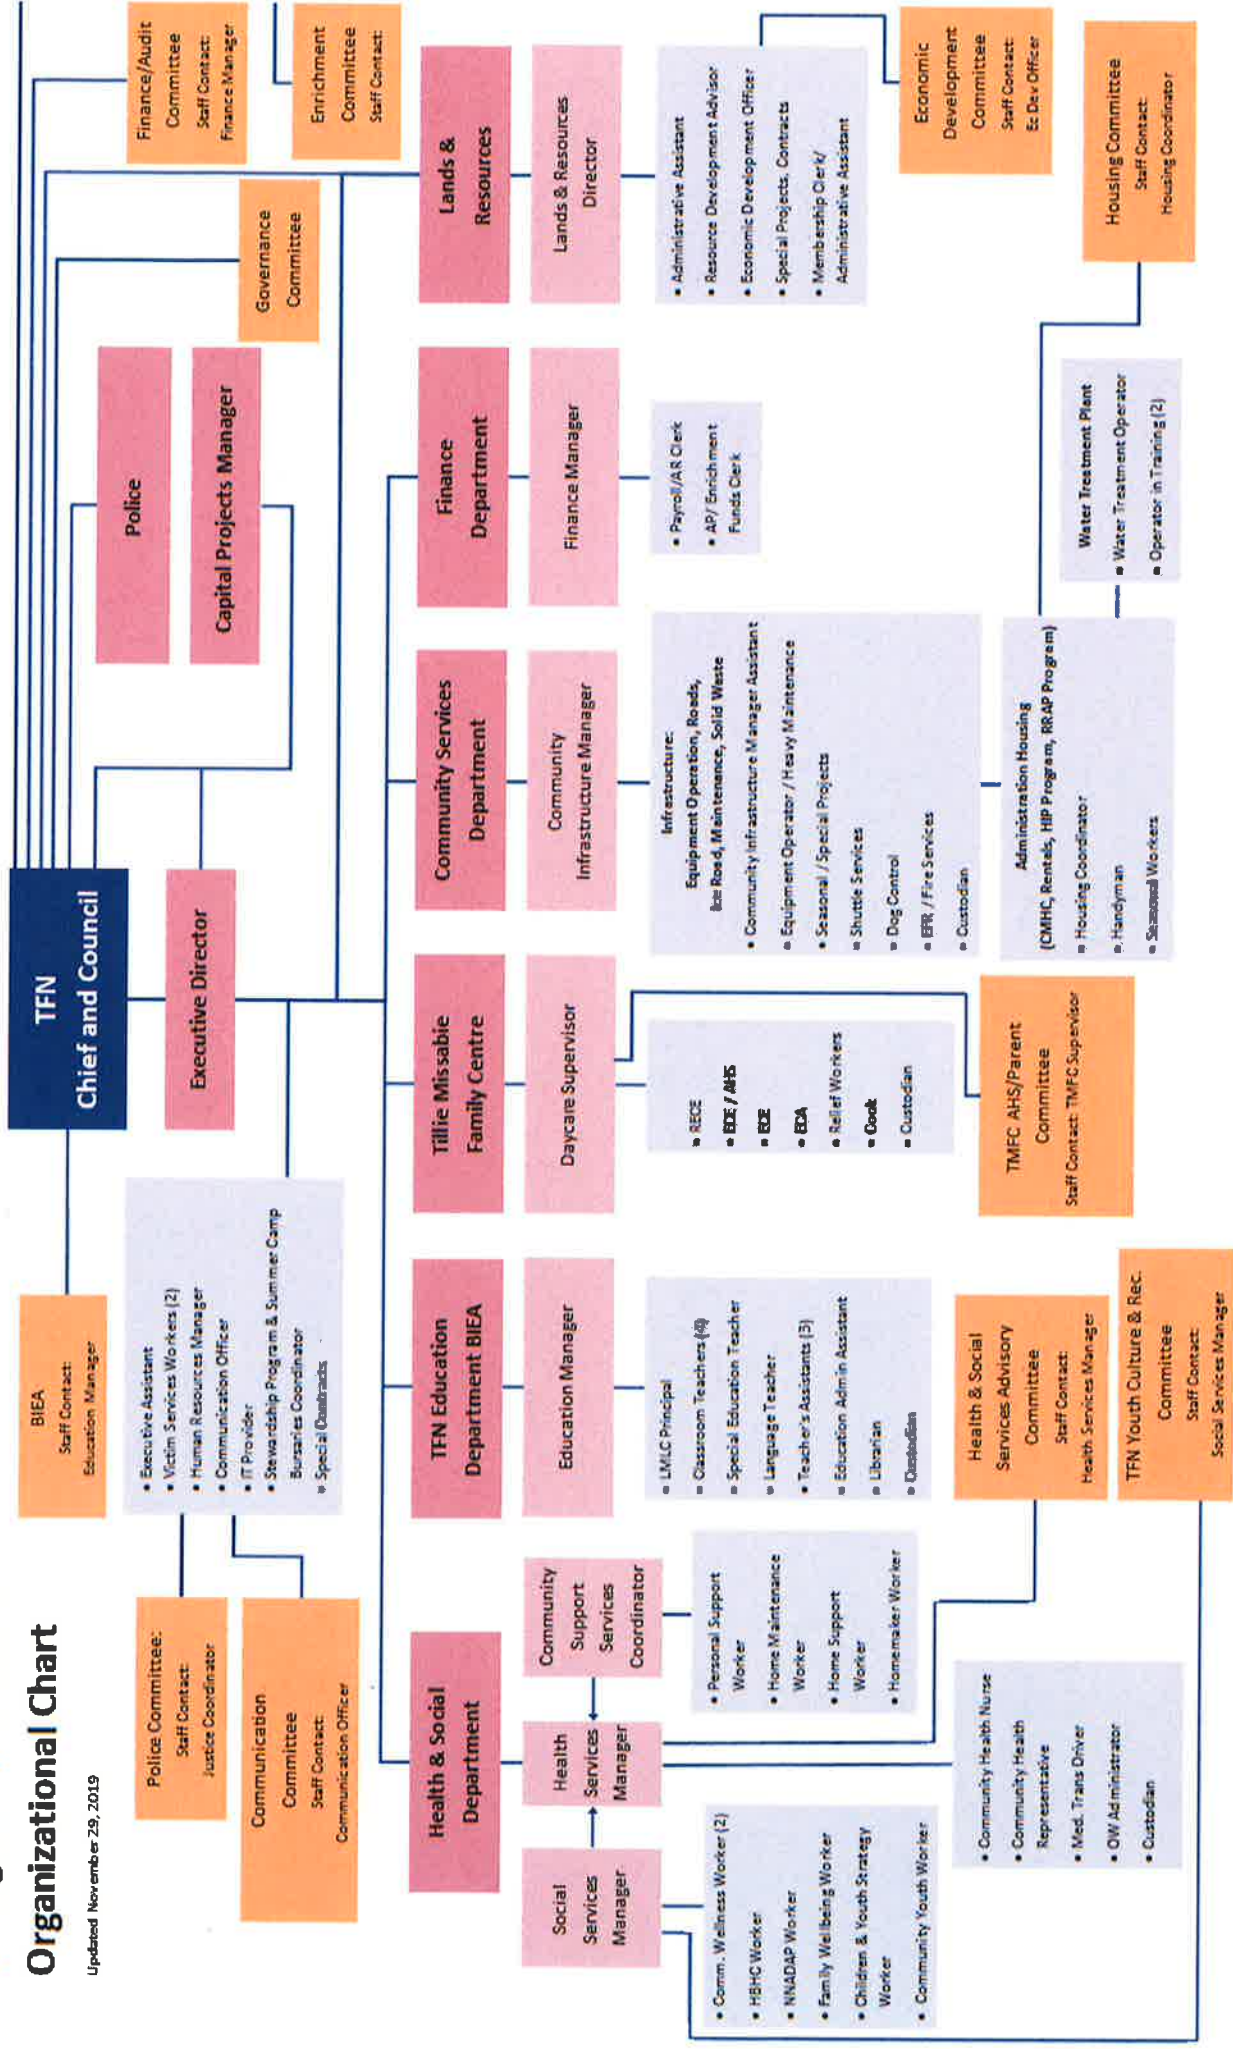 Organizational Chart
Updated November 29, 2019
TFN
Chief and Council
BIEA
Staff Contact:
Education Manager
Executive Director
Police
Capital Projects Manager
Governance
Committee
Finance/Audit
Committee
Staff Contact:
Finance Manager
Enrichment
Committee
Staff Contact:
• Executive Assistant
• Victim Services Workers (2)
• Human Resources Manager
• Communication Officer
• IT Provider
• Stewardship Program & Summer Camp
Bursaries Coordinator
• Special Contracts
Police Committee:
Staff Contact:
Justice Coordinator
Communication
Committee
Staff Contact:
Communication Officer
Health & Social
Department
Social
Services
Manager
Health
Services
Manager
Community
Support
Services
Coordinator
• Comm. Wellness Worker (2)
• HBHC Worker
• NNADAP Worker
• Family Wellbeing Worker
• Children & Youth Strategy
Worker
• Community Youth Worker
• Personal Support
Worker
• Home Maintenance
Worker
• Home Support
Worker
• Homemaker Worker
• Community Health Nurse
• Community Health
Representative
• Med. Trans Driver
• OW Administrator
• Custodian
Health & Social
Services Advisory
Committee
Staff Contact:
Health Services Manager
TFN Youth Culture & Rec.
Committee
Staff Contact:
Social Services Manager
TFN Education
Department BIEA
Education Manager
• LMLC Principal
• Classroom Teachers (4)
• Special Education Teacher
• Language Teacher
• Teacher's Assistants (3)
• Education Admin Assistant
• Librarian
• Custodian
Tillie Missabie
Family Centre
Daycare Supervisor
• RECE
• ECE / AHS
• ECE
• ECA
• Relief Workers
• Cook
• Custodian
TMFC AHS/Parent
Committee
Staff Contact: TMFC Supervisor
Community Services
Department
Community
Infrastructure Manager
Infrastructure:
Equipment Operation, Roads,
Ice Road, Maintenance, Solid Waste
• Community Infrastructure Manager Assistant
• Equipment Operator / Heavy Maintenance
• Seasonal / Special Projects
• Shuttle Services
• Dog Control
• EFR / Fire Services
• Custodian
Administration Housing
(CMHC, Rentals, HIP Program, RRAP Program)
• Housing Coordinator
• Handyman
• Seasonal Workers
Water Treatment Plant
• Water Treatment Operator
• Operator in Training (2)
Finance
Department
Finance Manager
• Payroll/AR Clerk
• AP/ Enrichment
Funds Clerk
Lands &
Resources
Lands & Resources
Director
• Administrative Assistant
• Resource Development Advisor
• Economic Development Officer
• Special Projects, Contracts
• Membership Clerk/
Administrative Assistant
Economic
Development
Committee
Staff Contact:
Ec Dev Officer
Housing Committee
Staff Contact:
Housing Coordinator